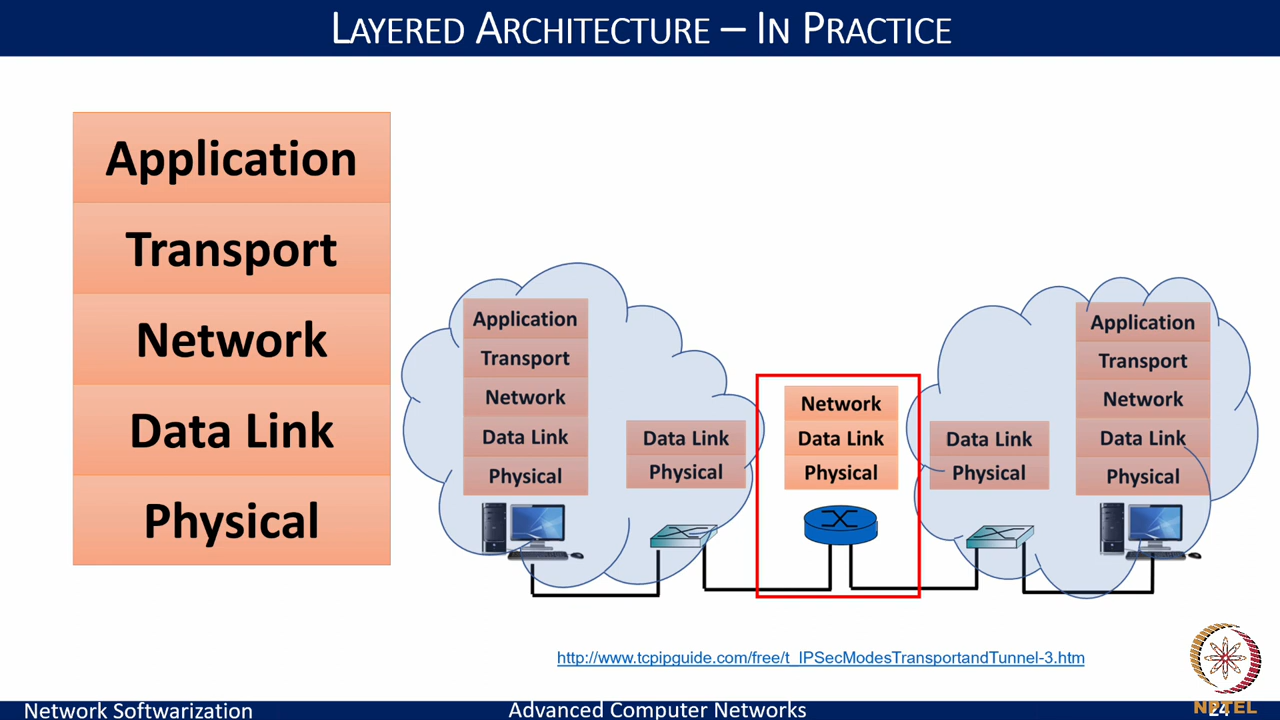 LAYERED ARCHITECTURE – IN PRACTICE
Application
Transport
Network
Data Link
Physical
Application
Transport
Network
Data Link
Physical
Data Link
Physical
Network
Data Link
Physical
Data Link
Physical
Application
Transport
Network
Data Link
Physical
http://www.tcpipguide.com/free/t_IPSecModesTransportandTunnel-3.htm
Network Softwarization
Advanced Computer Networks
24
NPTEL